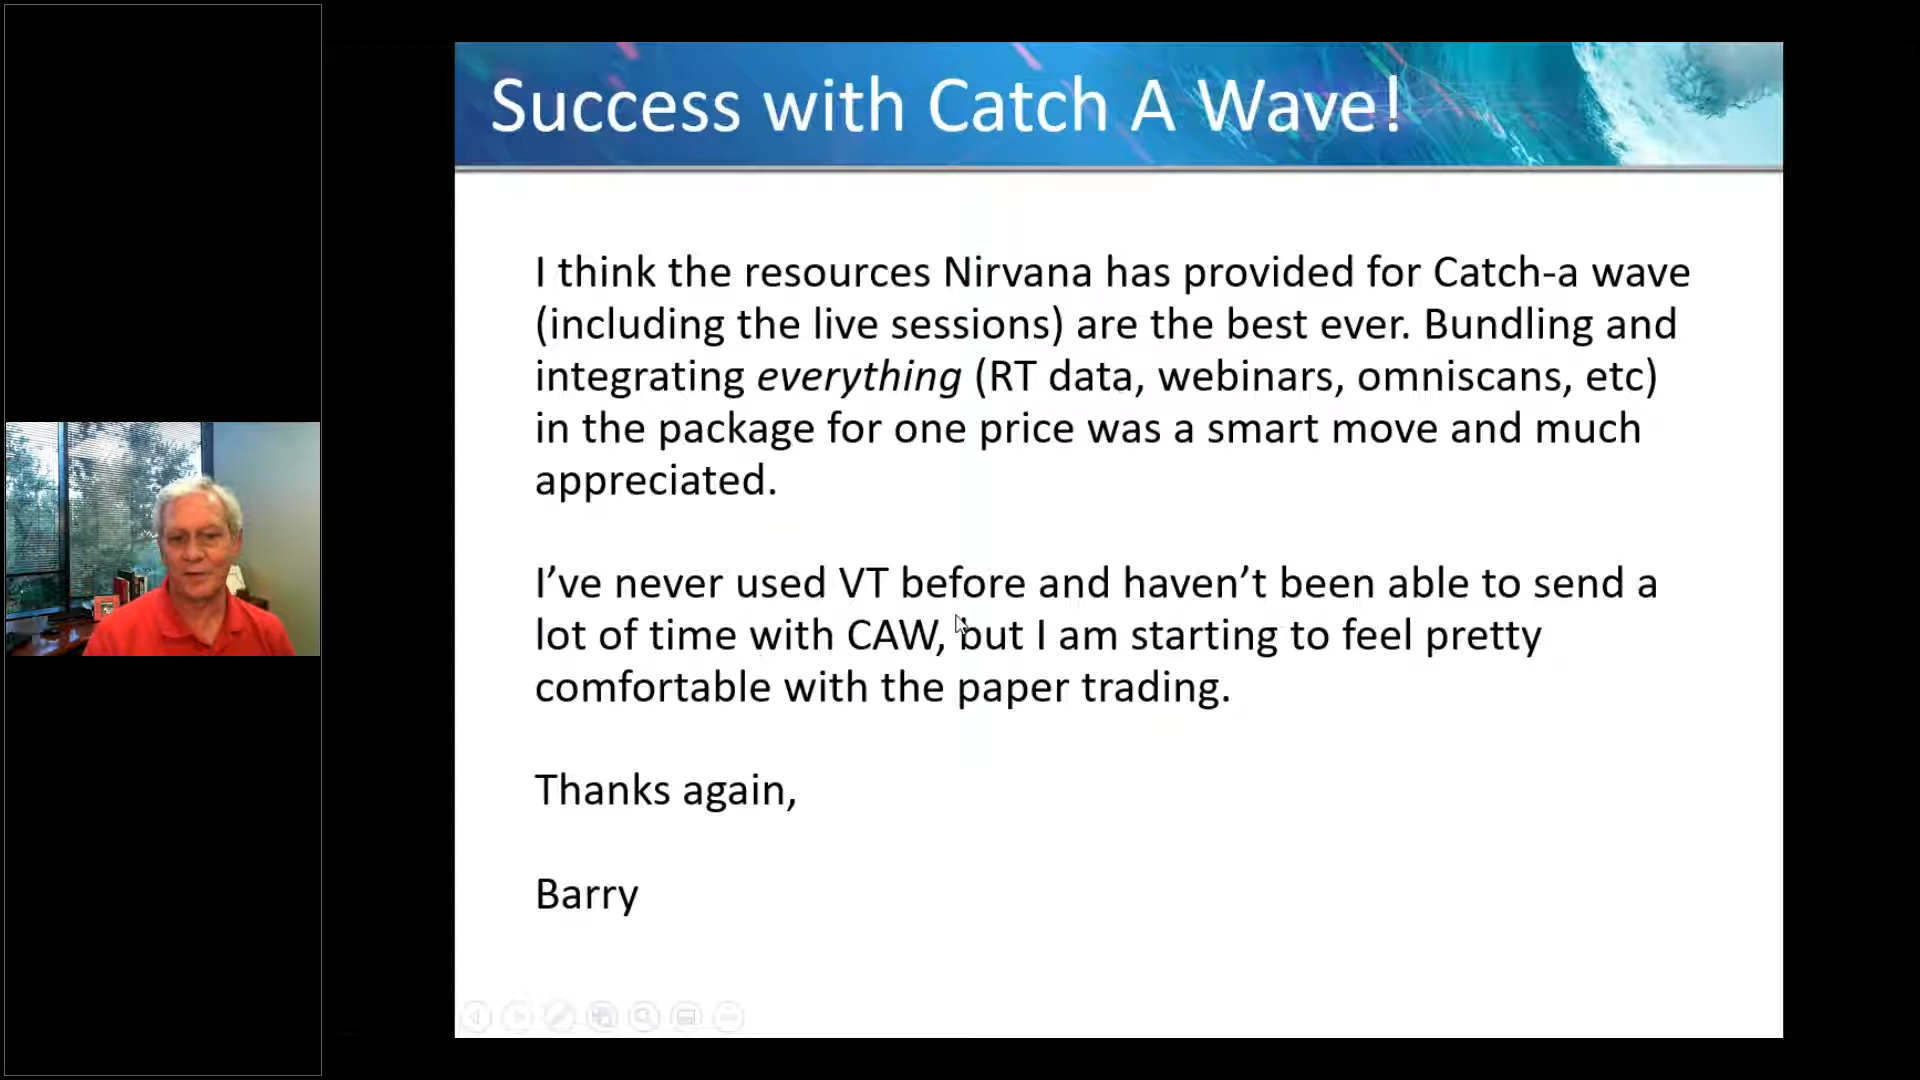 Success with Catch A Wave!
I think the resources Nirvana has provided for Catch-a wave
(including the live sessions) are the best ever. Bundling and
integrating everything (RT data, webinars, omniscans, etc)
in the package for one price was a smart move and much
appreciated.
I’ve never used VT before and haven’t been able to send a
lot of time with CAW, but I am starting to feel pretty
comfortable with the paper trading.
Thanks again,
Barry